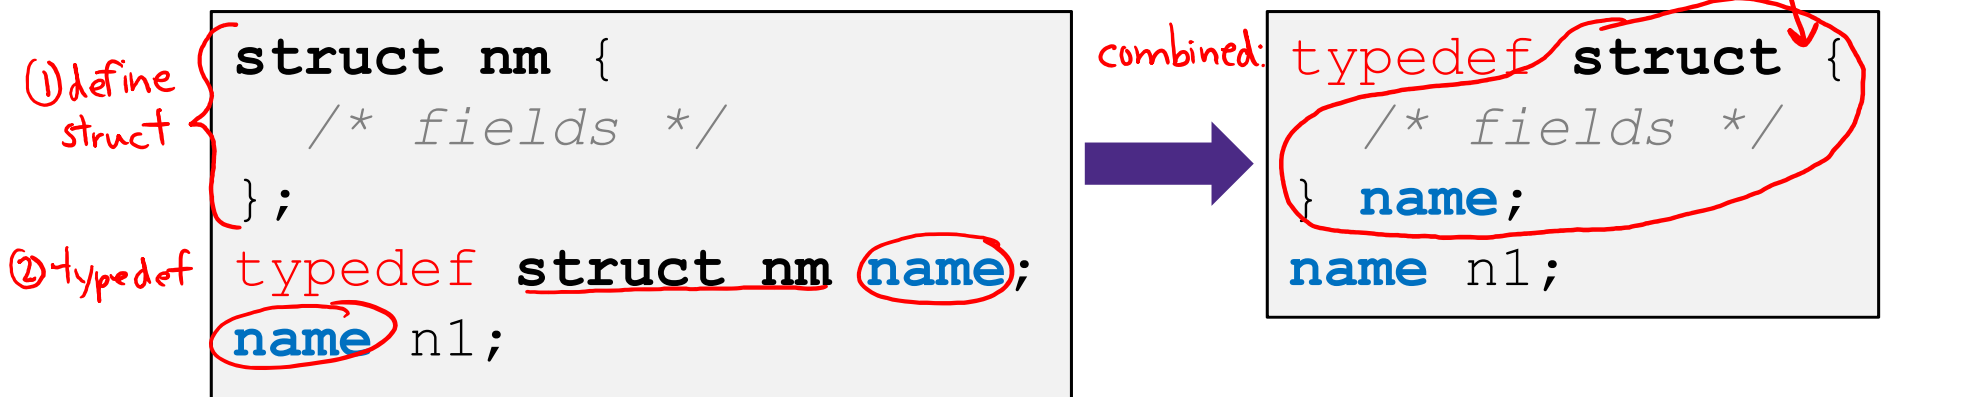 ① define
struct
struct nm {
/* fields */
};
② typedef
typedef struct nm name;
name n1;
combined:
typedef struct {
/* fields */
} name;
name n1;